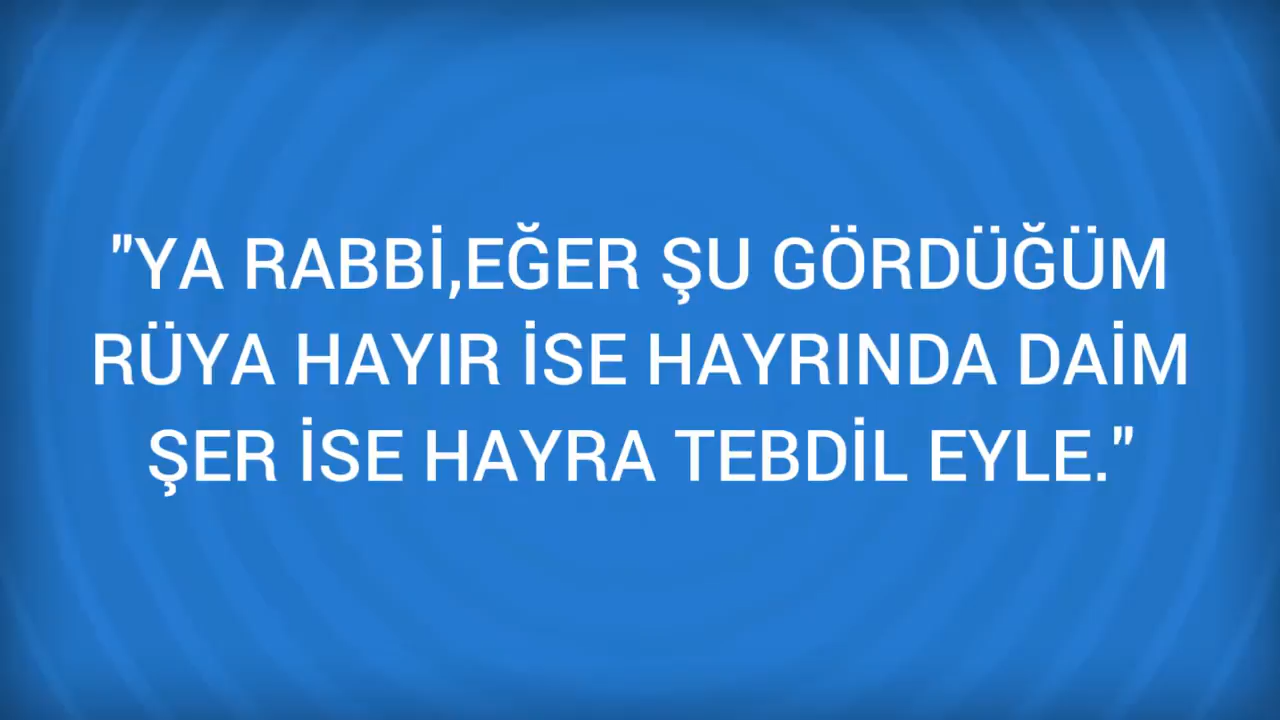 "YA RABBİ,EĞER ŞU GÖRDÜĞÜM
RÜYA HAYIR İSE HAYRINDA DAİM
ŞER İSE HAYRA TEBDİL EYLE."